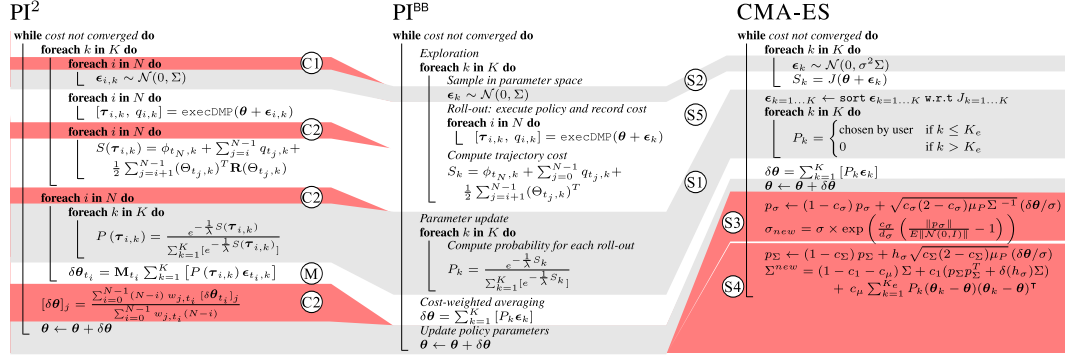 PI²
while cost not converged do
foreach k in K do
foreach i in N do
ϵ_{i,k} ∼ N(0, Σ)
foreach i in N do
[τ_{i,k}, q_{i,k}] = execDMP(θ + ϵ_{i,k})
foreach i in N do
S(τ_{i,k}) = ϕ_{t_N,k} + ∑_{j=i}^{N-1} q_{t_j,k} +
½ ∑_{j=i+1}^{N-1} (Θ_{t_j,k})^T R(Θ_{t_j,k})
foreach i in N do
foreach k in K do
P(τ_{i,k}) = e^{-\frac{1}{λ} S(τ_{i,k})} / ∑_{k=1}^{K} [e^{-\frac{1}{λ} S(τ_{i,k})}]
δθ_{t_i} = M_{t_i} ∑_{k=1}^{K} [P(τ_{i,k}) ϵ_{t_i,k}]
[δθ]_j = ∑_{i=0}^{N-1} (N-i) w_{j,t_i} [δθ_{t_i}]_j / ∑_{i=0}^{N-1} w_{j,t_i} (N-i)
θ ← θ + δθ
C1
C2
C2
M
C2
PI^{BB}
while cost not converged do
Exploration
foreach k in K do
Sample in parameter space
ϵ_k ∼ N(0, Σ)
Roll-out: execute policy and record cost
foreach i in N do
[τ_{i,k}, q_{i,k}] = execDMP(θ + ϵ_k)
Compute trajectory cost
S_k = ϕ_{t_N,k} + ∑_{j=0}^{N-1} q_{t_j,k} +
½ ∑_{j=i+1}^{N-1} (Θ_{t_j,k})^T
Parameter update
foreach k in K do
Compute probability for each roll-out
P_k = e^{-\frac{1}{λ} S_k} / ∑_{k=1}^{K} [e^{-\frac{1}{λ} S_k}]
Cost-weighted averaging
δθ = ∑_{k=1}^{K} [P_k ϵ_k]
Update policy parameters
θ ← θ + δθ
S2
S5
S1
S3
S4
CMA-ES
while cost not converged do
foreach k in K do
ϵ_k ∼ N(0, σ²Σ)
S_k = J(θ + ϵ_k)
ϵ_{k=1...K} ← sort ϵ_{k=1...K} w.r.t J_{k=1...K}
foreach k in K do
P_k = { chosen by user if k ≤ K_e
0 if k > K_e
δθ = ∑_{k=1}^{K} [P_k ϵ_k]
θ ← θ + δθ
p_σ ← (1 − c_σ) p_σ + √(c_σ(2 − c_σ)μ_P Σ^{−1}) (δθ/σ)
σ_{new} = σ × exp( \frac{c_σ}{d_σ} ( \frac{‖p_σ‖}{E‖N(0,I)‖} − 1 ) )
p_Σ ← (1 − c_Σ) p_Σ + h_σ √(c_Σ(2 − c_Σ)μ_P) (δθ/σ)
Σ^{new} = (1 − c_1 − c_μ) Σ + c_1(p_Σ p_Σ^T + δ(h_σ)Σ)
+ c_μ ∑_{k=1}^{K_e} P_k(θ_k − θ)(θ_k − θ)^⊤